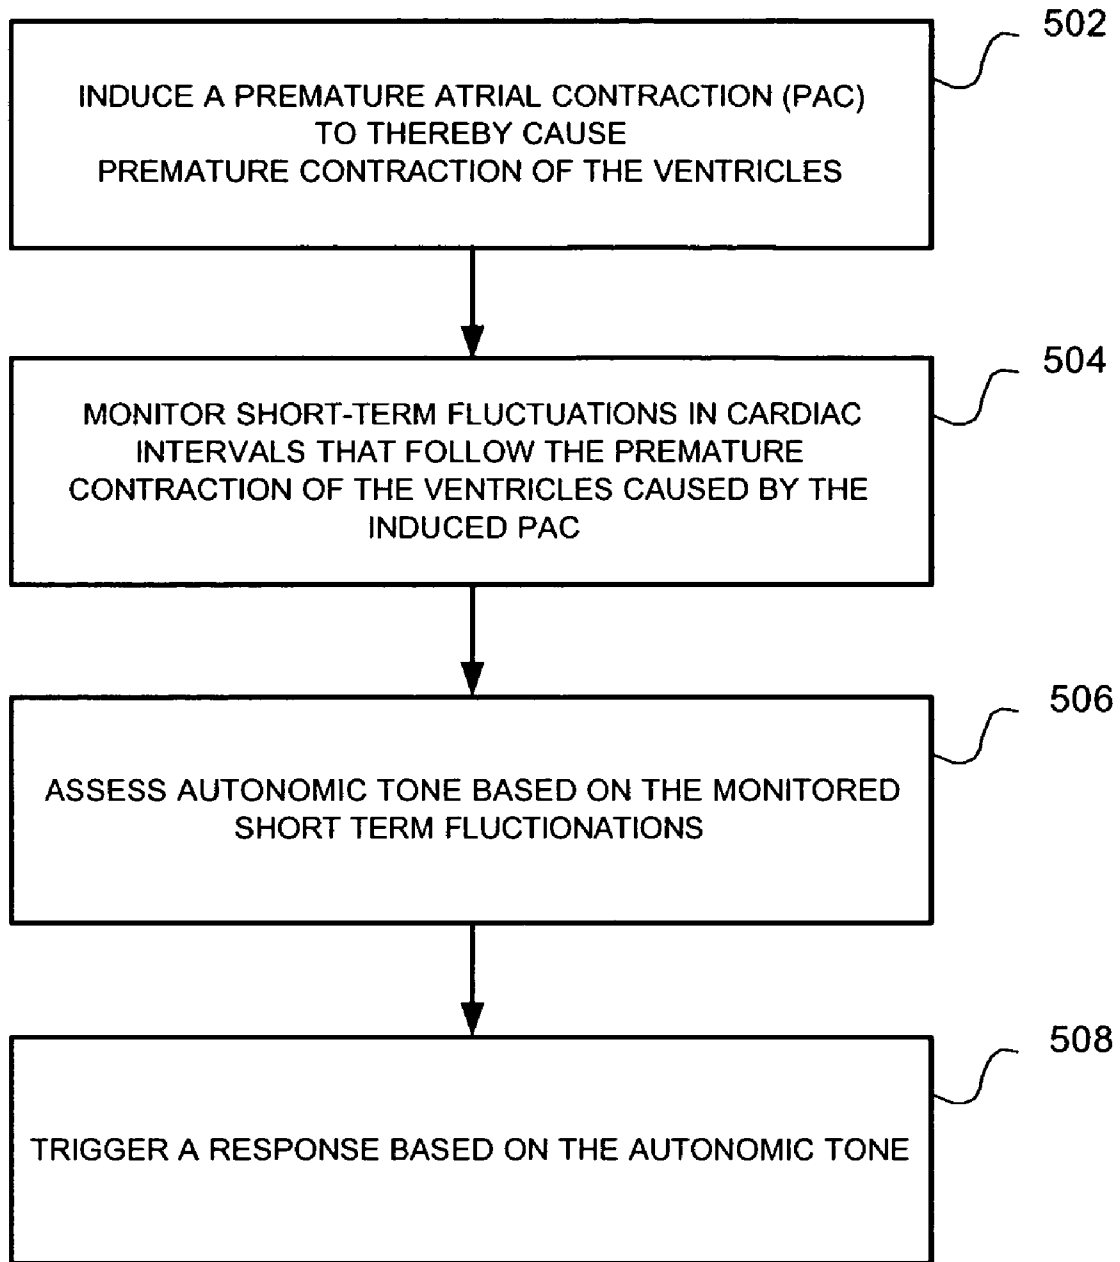 502
INDUCE A PREMATURE ATRIAL CONTRACTION (PAC)
TO THEREBY CAUSE
PREMATURE CONTRACTION OF THE VENTRICLES
504
MONITOR SHORT-TERM FLUCTUATIONS IN CARDIAC
INTERVALS THAT FOLLOW THE PREMATURE
CONTRACTION OF THE VENTRICLES CAUSED BY THE
INDUCED PAC
506
ASSESS AUTONOMIC TONE BASED ON THE MONITORED
SHORT TERM FLUCTIONATIONS
508
TRIGGER A RESPONSE BASED ON THE AUTONOMIC TONE